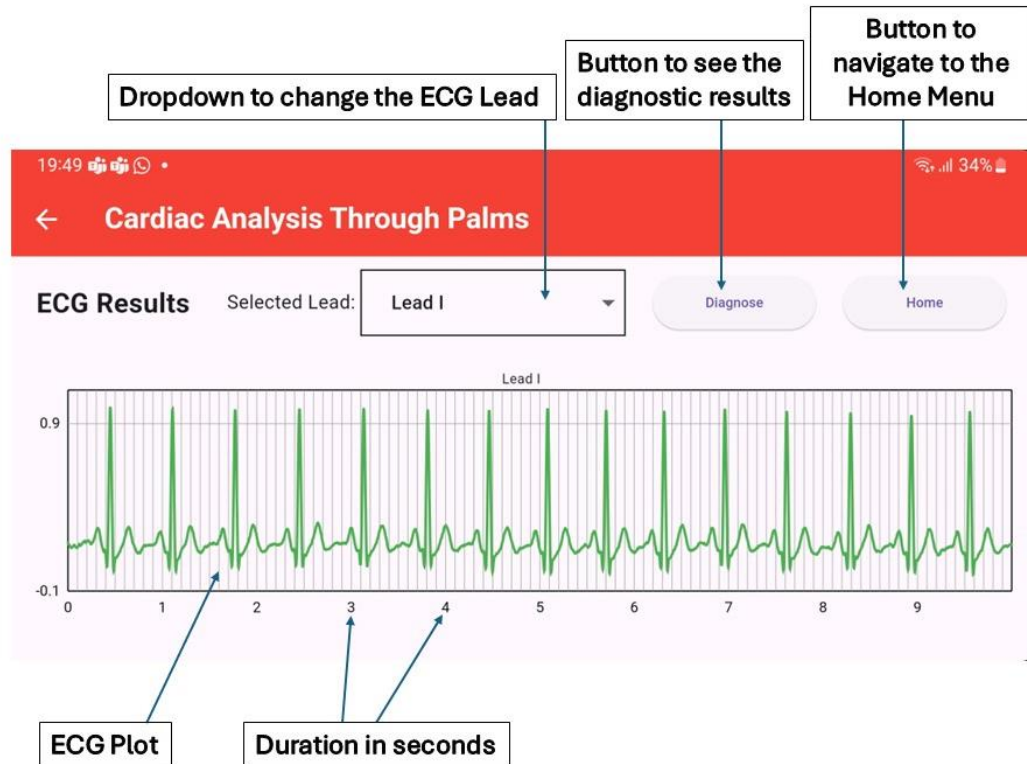 Button to
navigate to the
Home Menu
Button to see the
diagnostic results
Dropdown to change the ECG Lead
19:49
34%
Cardiac Analysis Through Palms
ECG Results
Selected Lead:
Lead I
Diagnose
Home
Lead I
0.9
-0.1
0 1 2 3 4 5 6 7 8 9
ECG Plot
Duration in seconds